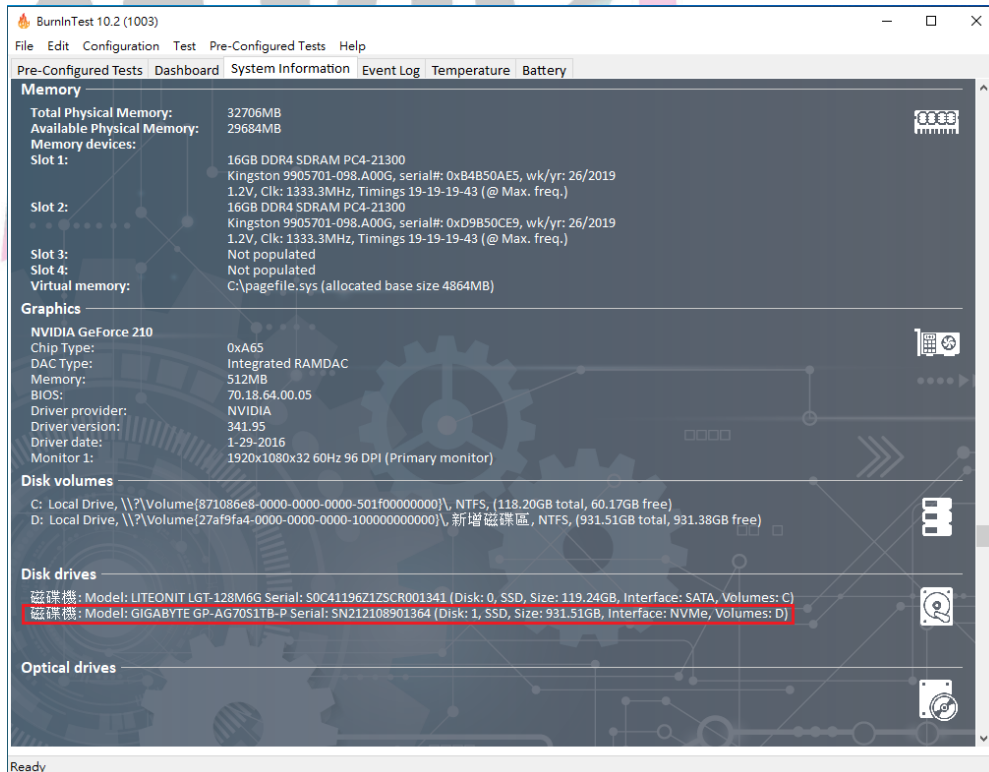 BurnInTest 10.2 (1003)
File Edit Configuration Test Pre-Configured Tests Help
Pre-Configured Tests Dashboard System Information Event Log Temperature Battery
Memory
Total Physical Memory: 32706MB
Available Physical Memory: 29684MB
Memory devices:
Slot 1: 16GB DDR4 SDRAM PC4-21300
Kingston 9905701-098.A00G, serial#: 0xB4B50AE5, wk/yr: 26/2019
1.2V, Clk: 1333.3MHz, Timings 19-19-19-43 (@ Max. freq.)
Slot 2: 16GB DDR4 SDRAM PC4-21300
Kingston 9905701-098.A00G, serial#: 0xD9B50CE9, wk/yr: 26/2019
1.2V, Clk: 1333.3MHz, Timings 19-19-19-43 (@ Max. freq.)
Slot 3: Not populated
Slot 4: Not populated
Virtual memory: C:\pagefile.sys (allocated base size 4864MB)
Graphics
NVIDIA GeForce 210
Chip Type: 0xA65
DAC Type: Integrated RAMDAC
Memory: 512MB
BIOS: 70.18.64.00.05
Driver provider: NVIDIA
Driver version: 341.95
Driver date: 1-29-2016
Monitor 1: 1920x1080x32 60Hz 96 DPI (Primary monitor)
Disk volumes
C: Local Drive, \\?\Volume{871086e8-0000-0000-0000-501f00000000}\, NTFS, (118.20GB total, 60.17GB free)
D: Local Drive, \\?\Volume{27af9fa4-0000-0000-0000-100000000000}\, 新增磁碟區, NTFS, (931.51GB total, 931.38GB free)
Disk drives
磁碟機: Model: LITEONIT LGT-128M6G Serial: S0C41196Z1ZSCR001341 (Disk: 0, SSD, Size: 119.24GB, Interface: SATA, Volumes: C)
磁碟機: Model: GIGABYTE GP-AG70S1TB-P Serial: SN212108901364 (Disk: 1, SSD, Size: 931.51GB, Interface: NVMe, Volumes: D)
Optical drives
Ready